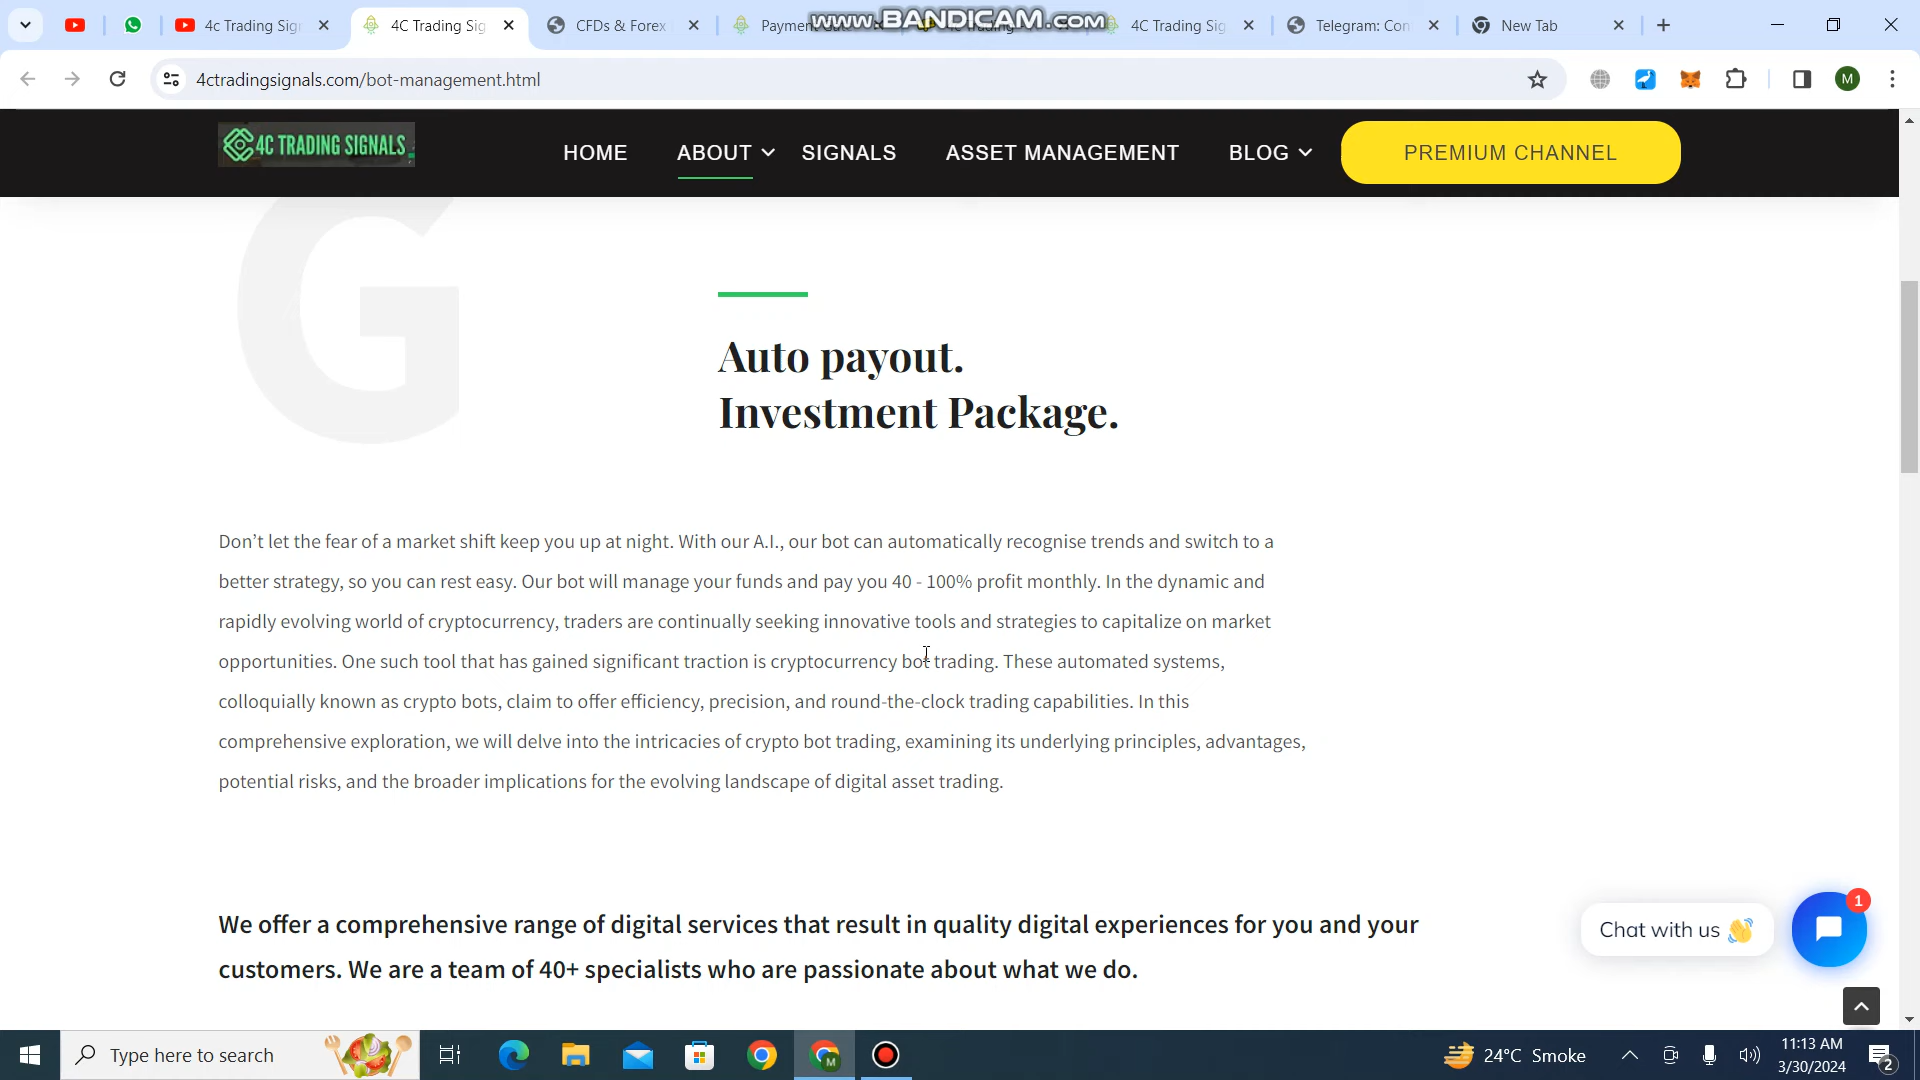 4c Trading Sig
4C Trading Sig
CFDs & Forex
4C Trading Sig
Telegram: Con
New Tab
www.BANDICAM.com
4ctradingsignals.com/bot-management.html
M
4C TRADING SIGNALS
HOME
ABOUT
SIGNALS
ASSET MANAGEMENT
BLOG
PREMIUM CHANNEL
G
Auto payout.
Investment Package.
Don’t let the fear of a market shift keep you up at night. With our A.I., our bot can automatically recognise trends and switch to a
better strategy, so you can rest easy. Our bot will manage your funds and pay you 40 - 100% profit monthly. In the dynamic and
rapidly evolving world of cryptocurrency, traders are continually seeking innovative tools and strategies to capitalize on market
opportunities. One such tool that has gained significant traction is cryptocurrency bot trading. These automated systems,
colloquially known as crypto bots, claim to offer efficiency, precision, and round-the-clock trading capabilities. In this
comprehensive exploration, we will delve into the intricacies of crypto bot trading, examining its underlying principles, advantages,
potential risks, and the broader implications for the evolving landscape of digital asset trading.
We offer a comprehensive range of digital services that result in quality digital experiences for you and your
customers. We are a team of 40+ specialists who are passionate about what we do.
Chat with us
1
Type here to search
M
24°C Smoke
11:13 AM
3/30/2024
2